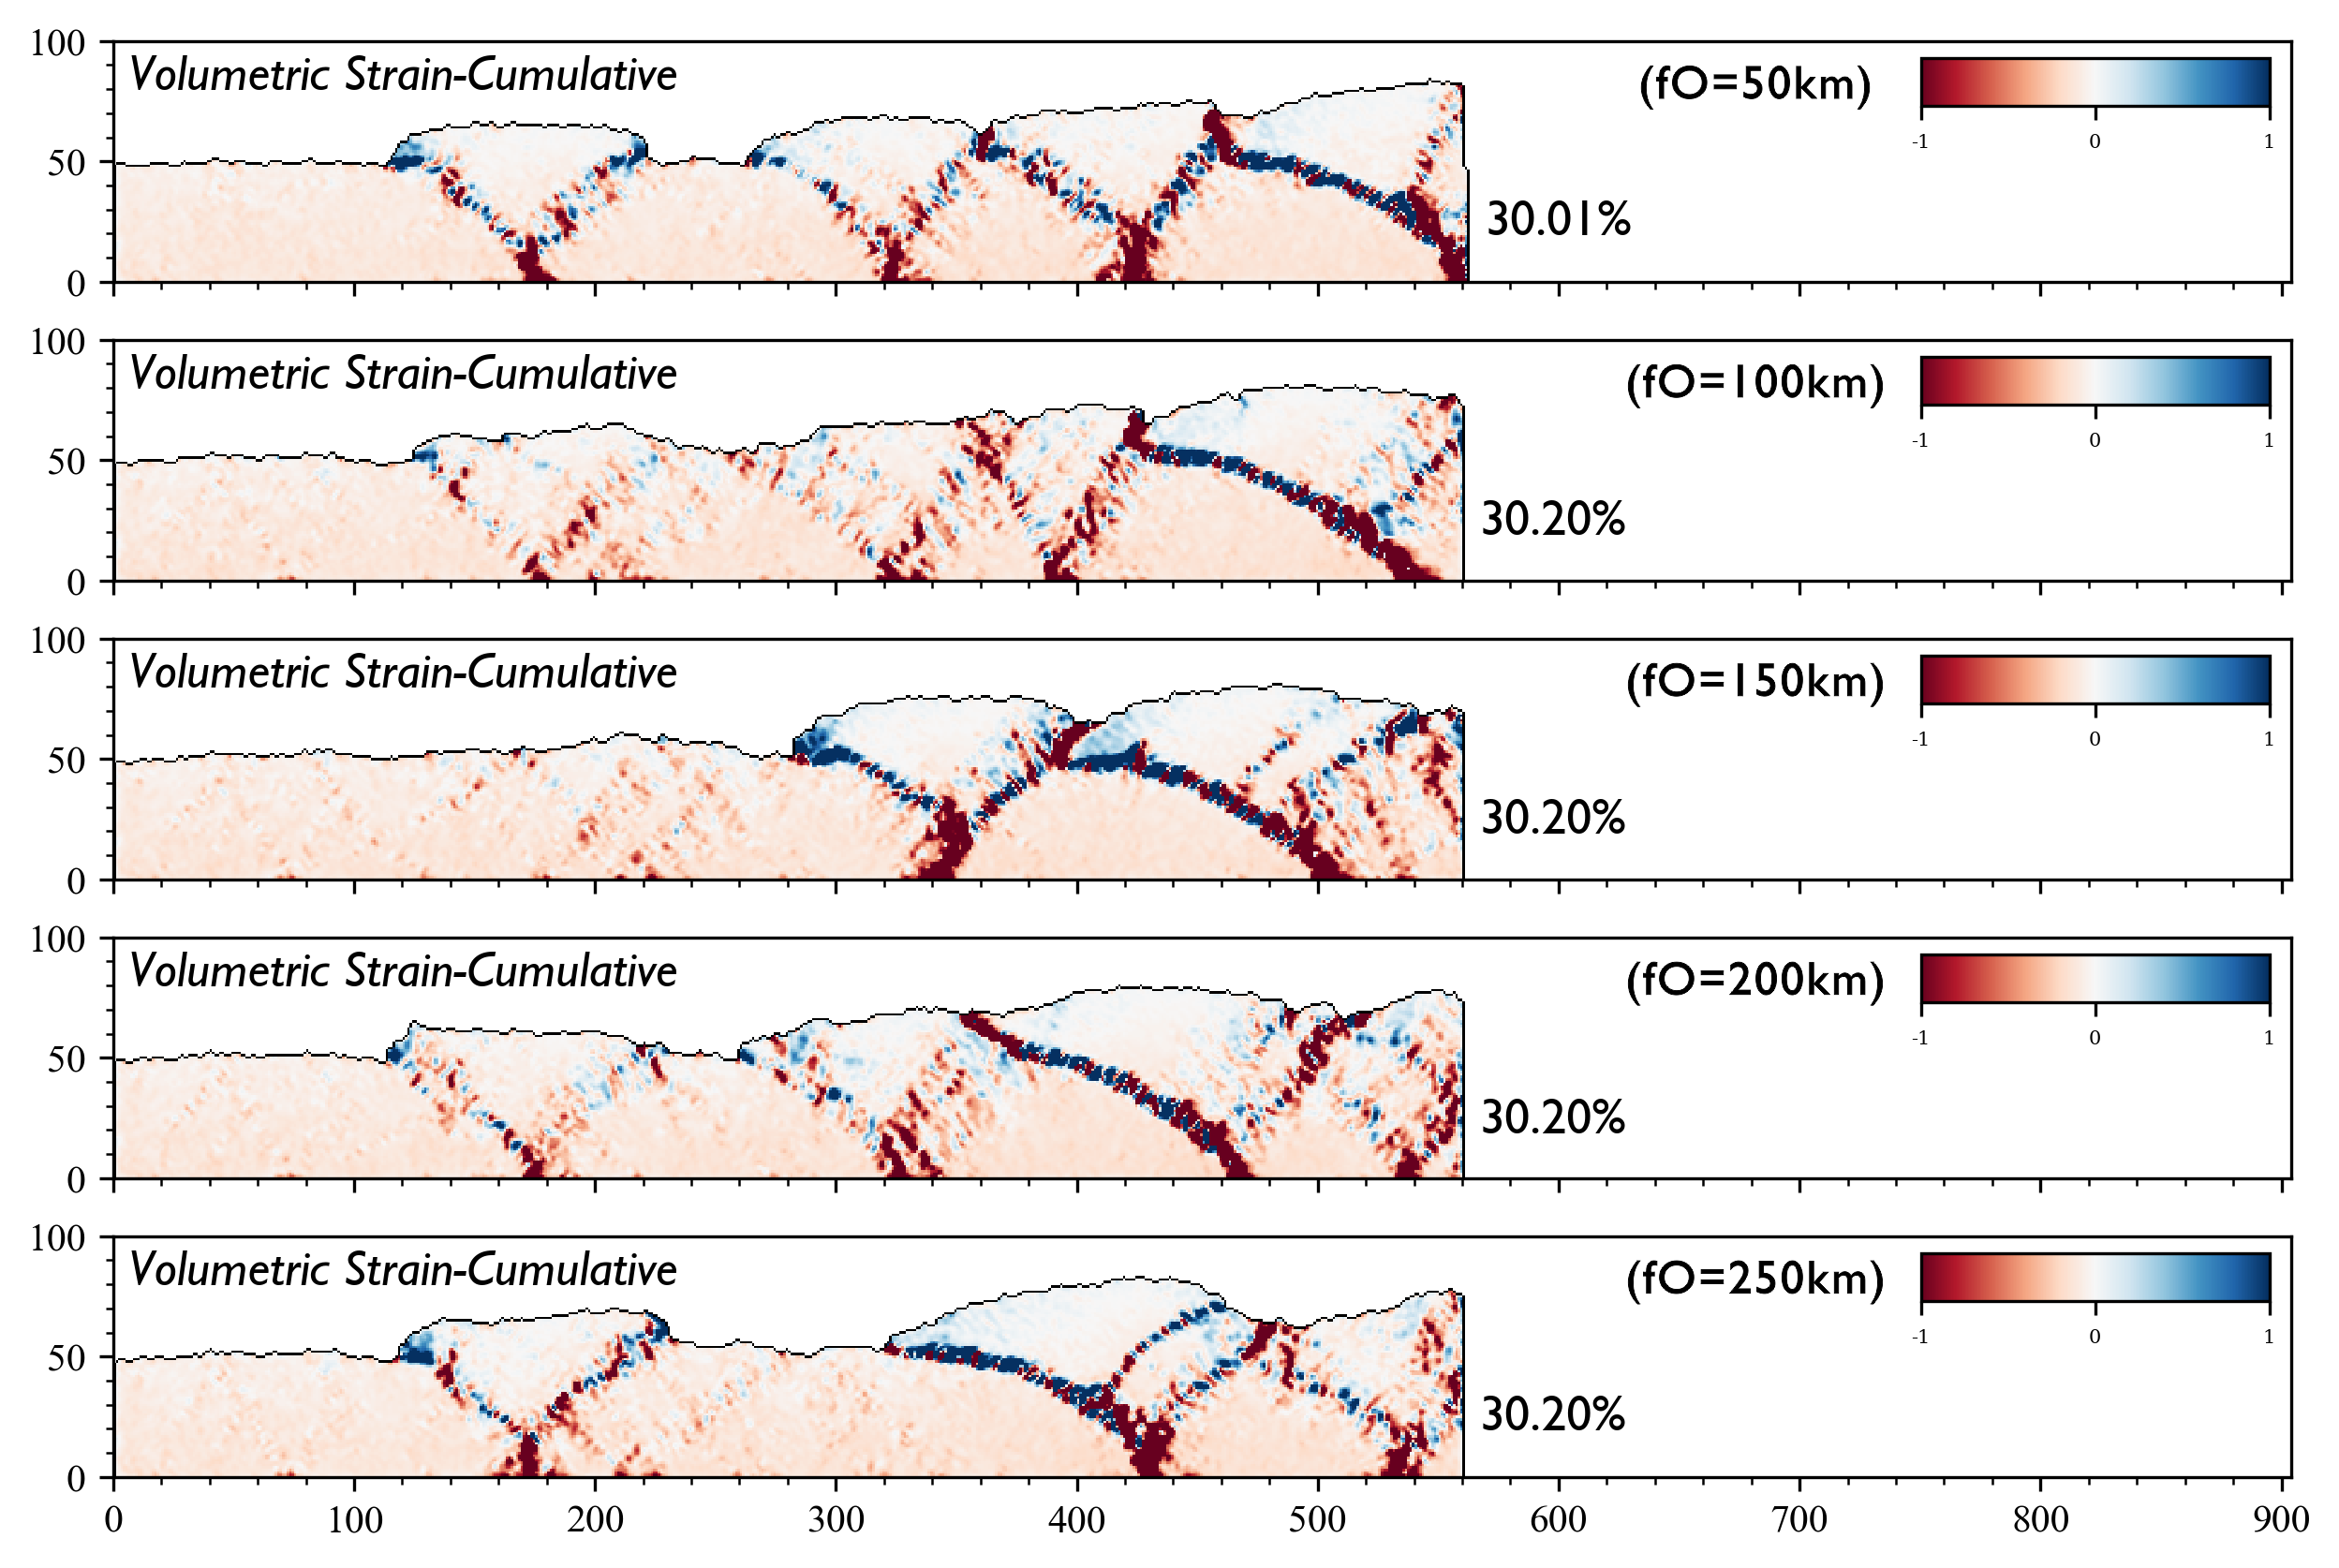 100
50
0
Volumetric Strain-Cumulative
(fO=50km)
-1 0 1
30.01%
100
50
0
Volumetric Strain-Cumulative
(fO=100km)
-1 0 1
30.20%
100
50
0
Volumetric Strain-Cumulative
(fO=150km)
-1 0 1
30.20%
100
50
0
Volumetric Strain-Cumulative
(fO=200km)
-1 0 1
30.20%
100
50
0
Volumetric Strain-Cumulative
(fO=250km)
-1 0 1
30.20%
0 100 200 300 400 500 600 700 800 900